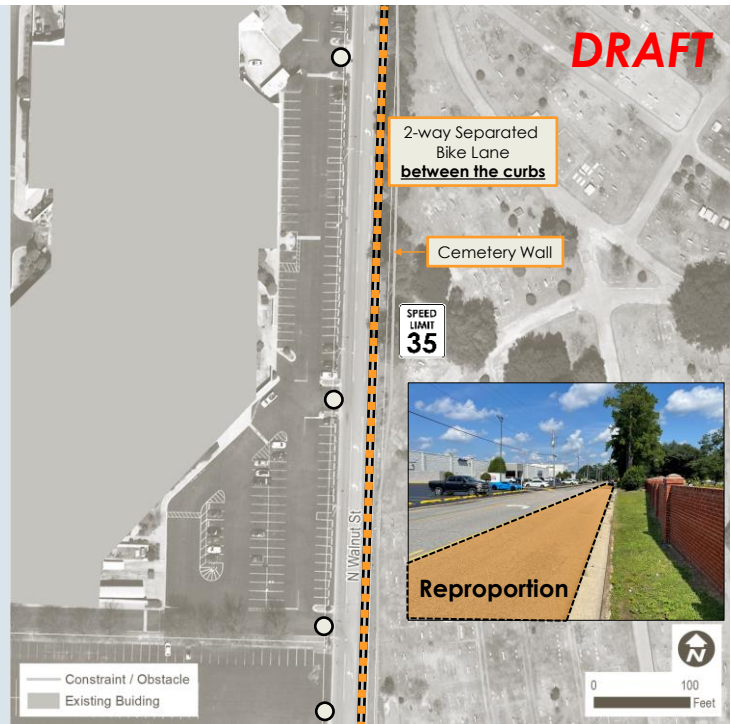 DRAFT
2-way Separated
Bike Lane
between the curbs
Cemetery Wall
SPEED
LIMIT
35
N Walnut St
Reproportion
Constraint / Obstacle
Existing Buiding
N
0 100
Feet